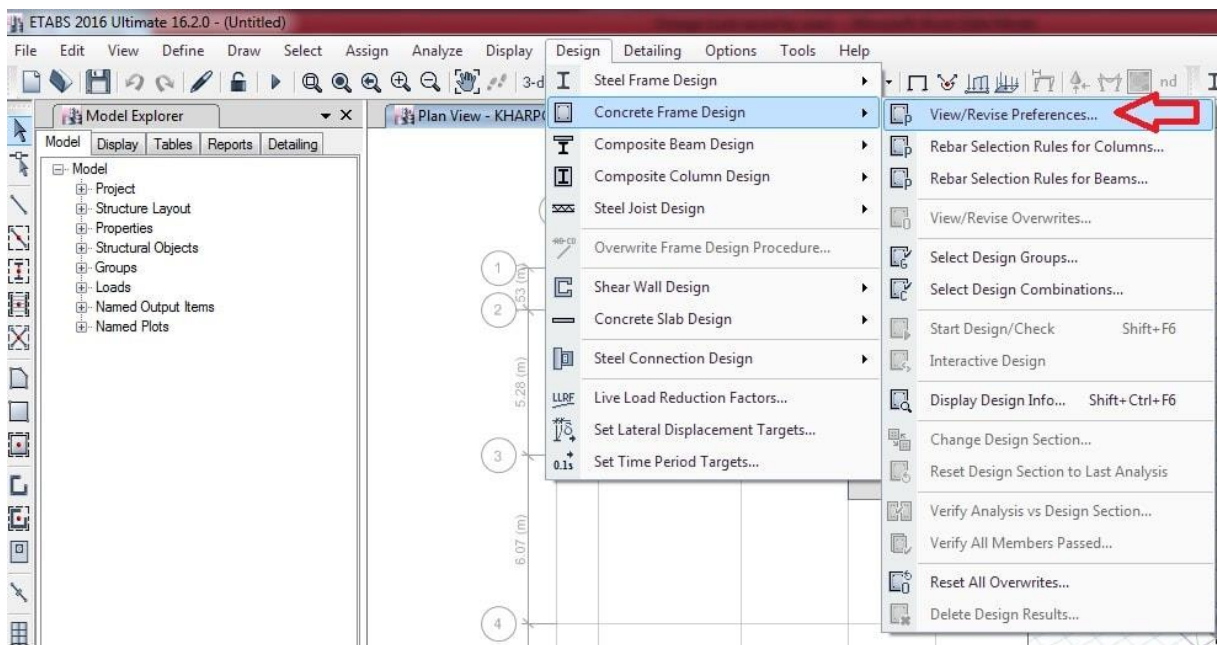 ETABS 2016 Ultimate 16.2.0 - (Untitled)
File Edit View Define Draw Select Assign Analyze Display Design Detailing Options Tools Help
3-d
nd
Model Explorer
Model Display Tables Reports Detailing
Model
Project
Structure Layout
Properties
Structural Objects
Groups
Loads
Named Output Items
Named Plots
Plan View - KHARP
1
2
3
4
.53 (m)
5.28 (m)
6.07 (m)
Steel Frame Design
Concrete Frame Design
Composite Beam Design
Composite Column Design
Steel Joist Design
Overwrite Frame Design Procedure...
Shear Wall Design
Concrete Slab Design
Steel Connection Design
LLRF Live Load Reduction Factors...
Set Lateral Displacement Targets...
0.1s Set Time Period Targets...
View/Revise Preferences...
Rebar Selection Rules for Columns...
Rebar Selection Rules for Beams...
View/Revise Overwrites...
Select Design Groups...
Select Design Combinations...
Start Design/Check Shift+F6
Interactive Design
Display Design Info... Shift+Ctrl+F6
Change Design Section...
Reset Design Section to Last Analysis
Verify Analysis vs Design Section...
Verify All Members Passed...
Reset All Overwrites...
Delete Design Results...